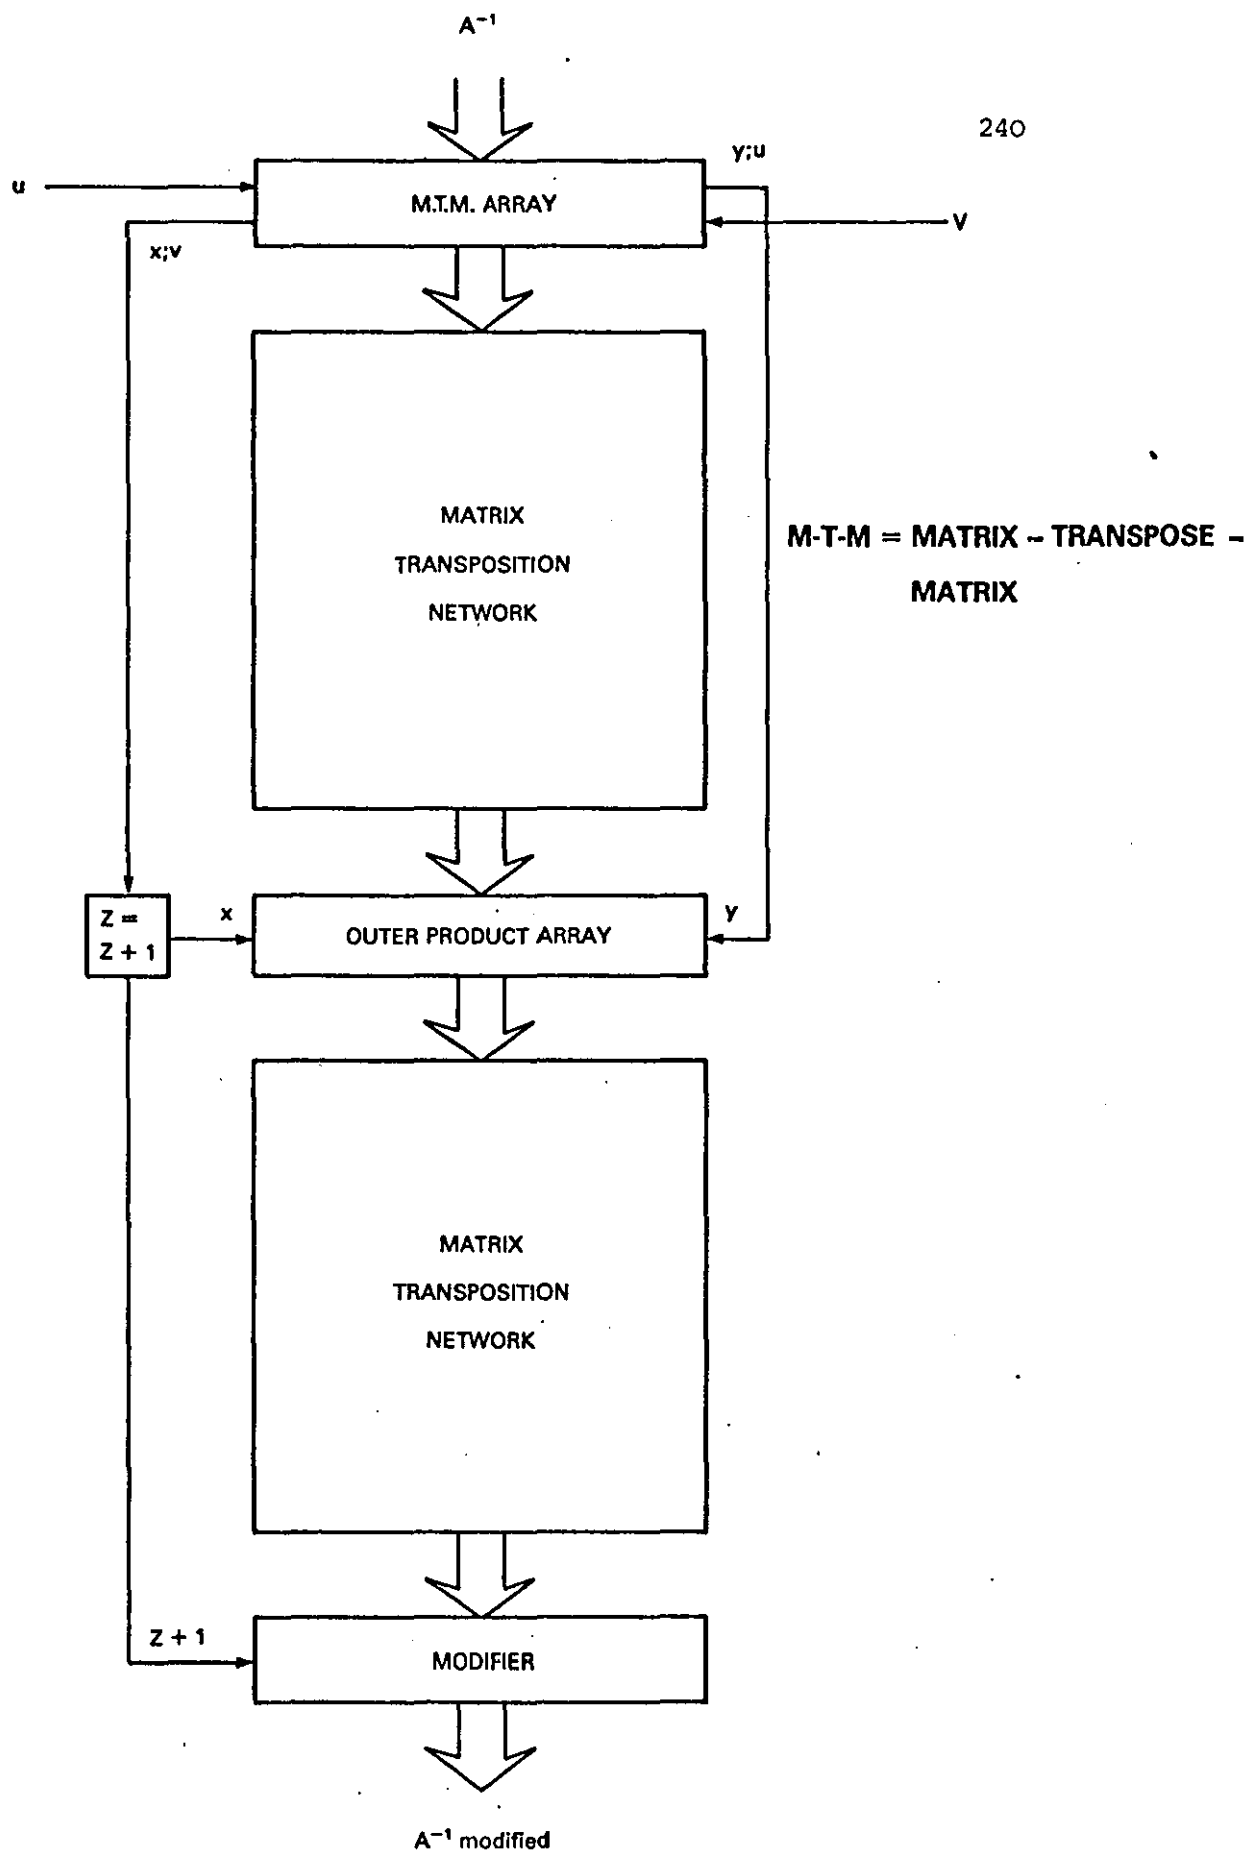 A⁻¹
240
y;u
u
M.T.M. ARRAY
V
x;v
MATRIX
TRANSPOSITION
NETWORK
M-T-M = MATRIX – TRANSPOSE –
MATRIX
Z =
Z + 1
x
OUTER PRODUCT ARRAY
y
MATRIX
TRANSPOSITION
NETWORK
Z + 1
MODIFIER
A⁻¹ modified